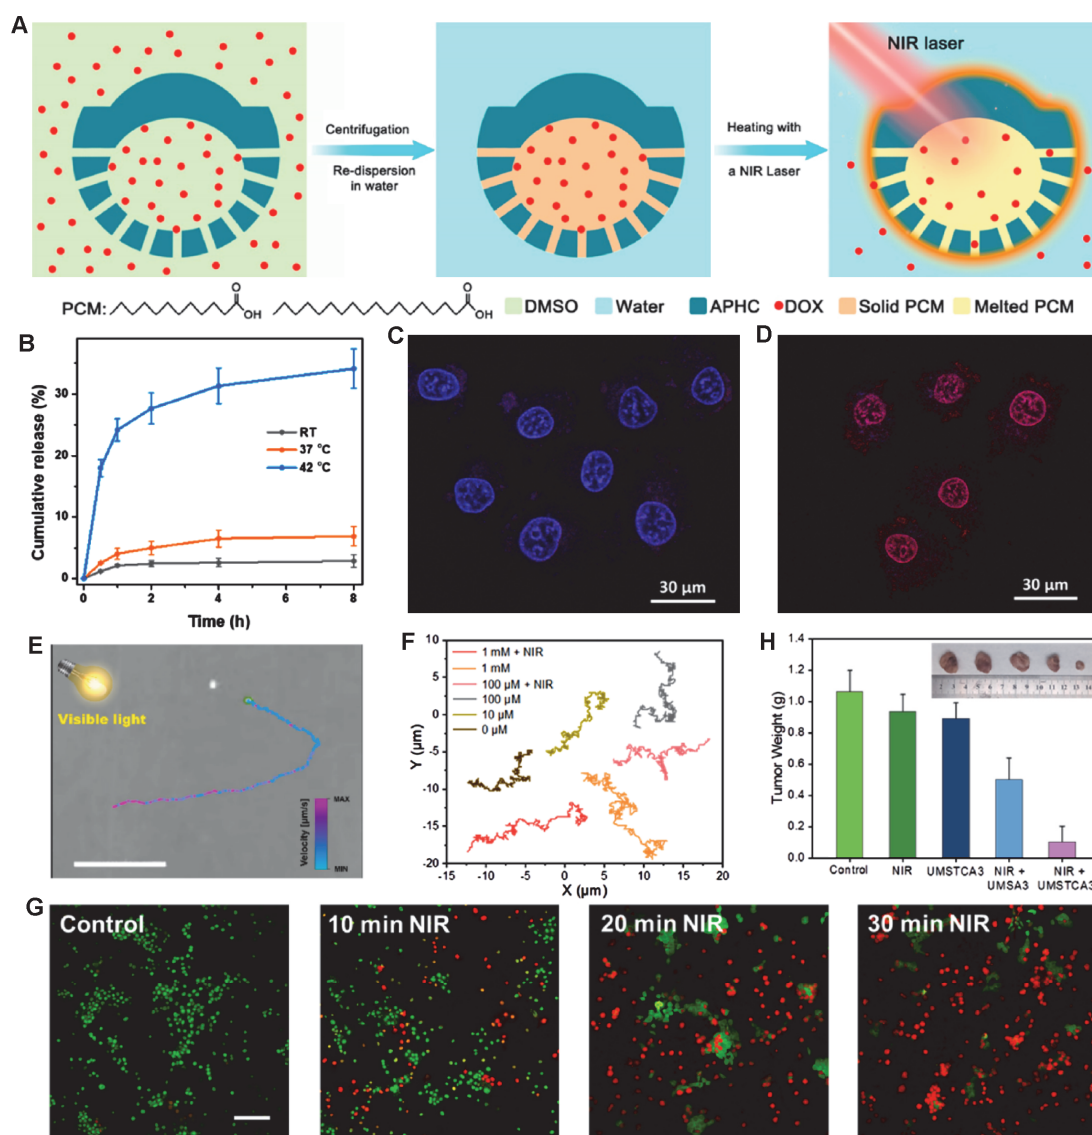 A
NIR laser
Centrifugation
Re-dispersion
in water
Heating with
a NIR Laser
PCM:
O
OH
O
OH
DMSO
Water
APHC
DOX
Solid PCM
Melted PCM
B
Cumulative release (%)
30
20
10
0
RT
37 °C
42 °C
0 2 4 6 8
Time (h)
C
30 μm
D
30 μm
E
Visible light
Velocity [μm/s]
MAX
MIN
F
Y (μm)
10
5
0
-5
-10
-15
-20
1 mM + NIR
1 mM
100 μM + NIR
100 μM
10 μM
0 μM
-15 -10 -5 0 5 10 15 20
X (μm)
H
Tumor Weight (g)
1.4
1.2
1.0
0.8
0.6
0.4
0.2
0.0
Control
NIR
UMSTCA3
NIR +
UMSA3
NIR +
UMSTCA3
G
Control
10 min NIR
20 min NIR
30 min NIR